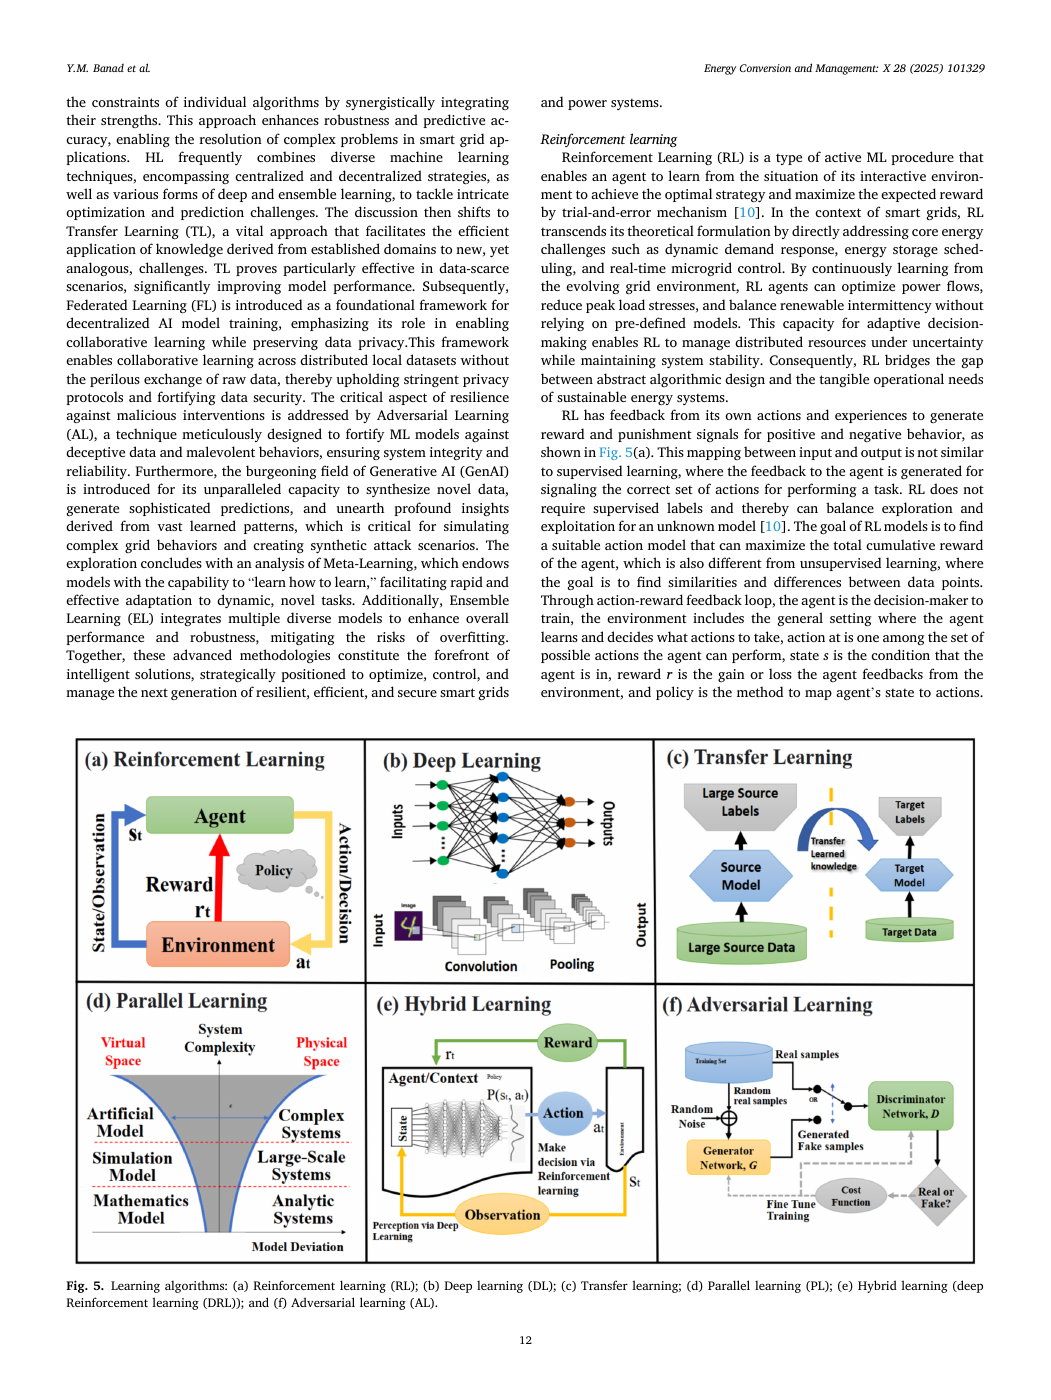 Y.M. Banad et al.
Energy Conversion and Management: X 28 (2025) 101329
the constraints of individual algorithms by synergistically integrating
their strengths. This approach enhances robustness and predictive ac-
curacy, enabling the resolution of complex problems in smart grid ap-
plications. HL frequently combines diverse machine learning
techniques, encompassing centralized and decentralized strategies, as
well as various forms of deep and ensemble learning, to tackle intricate
optimization and prediction challenges. The discussion then shifts to
Transfer Learning (TL), a vital approach that facilitates the efficient
application of knowledge derived from established domains to new, yet
analogous, challenges. TL proves particularly effective in data-scarce
scenarios, significantly improving model performance. Subsequently,
Federated Learning (FL) is introduced as a foundational framework for
decentralized AI model training, emphasizing its role in enabling
collaborative learning while preserving data privacy.This framework
enables collaborative learning across distributed local datasets without
the perilous exchange of raw data, thereby upholding stringent privacy
protocols and fortifying data security. The critical aspect of resilience
against malicious interventions is addressed by Adversarial Learning
(AL), a technique meticulously designed to fortify ML models against
deceptive data and malevolent behaviors, ensuring system integrity and
reliability. Furthermore, the burgeoning field of Generative AI (GenAI)
is introduced for its unparalleled capacity to synthesize novel data,
generate sophisticated predictions, and unearth profound insights
derived from vast learned patterns, which is critical for simulating
complex grid behaviors and creating synthetic attack scenarios. The
exploration concludes with an analysis of Meta-Learning, which endows
models with the capability to “learn how to learn,” facilitating rapid and
effective adaptation to dynamic, novel tasks. Additionally, Ensemble
Learning (EL) integrates multiple diverse models to enhance overall
performance and robustness, mitigating the risks of overfitting.
Together, these advanced methodologies constitute the forefront of
intelligent solutions, strategically positioned to optimize, control, and
manage the next generation of resilient, efficient, and secure smart grids
and power systems.
Reinforcement learning
Reinforcement Learning (RL) is a type of active ML procedure that
enables an agent to learn from the situation of its interactive environ-
ment to achieve the optimal strategy and maximize the expected reward
by trial-and-error mechanism [10]. In the context of smart grids, RL
transcends its theoretical formulation by directly addressing core energy
challenges such as dynamic demand response, energy storage sched-
uling, and real-time microgrid control. By continuously learning from
the evolving grid environment, RL agents can optimize power flows,
reduce peak load stresses, and balance renewable intermittency without
relying on pre-defined models. This capacity for adaptive decision-
making enables RL to manage distributed resources under uncertainty
while maintaining system stability. Consequently, RL bridges the gap
between abstract algorithmic design and the tangible operational needs
of sustainable energy systems.
RL has feedback from its own actions and experiences to generate
reward and punishment signals for positive and negative behavior, as
shown in Fig. 5(a). This mapping between input and output is not similar
to supervised learning, where the feedback to the agent is generated for
signaling the correct set of actions for performing a task. RL does not
require supervised labels and thereby can balance exploration and
exploitation for an unknown model [10]. The goal of RL models is to find
a suitable action model that can maximize the total cumulative reward
of the agent, which is also different from unsupervised learning, where
the goal is to find similarities and differences between data points.
Through action-reward feedback loop, the agent is the decision-maker to
train, the environment includes the general setting where the agent
learns and decides what actions to take, action at is one among the set of
possible actions the agent can perform, state s is the condition that the
agent is in, reward r is the gain or loss the agent feedbacks from the
environment, and policy is the method to map agent's state to actions.
(a) Reinforcement Learning
State/Observation
St
Agent
Policy
Reward
rt
Environment
Action/Decision
at
(b) Deep Learning
Inputs
Outputs
Image
Input
4
Output
Convolution
Pooling
(c) Transfer Learning
Large Source
Labels
Target
Labels
Transfer
Learned
knowledge
Source
Model
Target
Model
Large Source Data
Target Data
(d) Parallel Learning
System
Complexity
Virtual
Space
Physical
Space
Artificial
Model
Complex
Systems
Simulation
Model
Large-Scale
Systems
Mathematics
Model
Analytic
Systems
Model Deviation
(e) Hybrid Learning
Reward
rt
Agent/Context
Policy
P(st, at)
State
Action
at
Environment
Make
decision via
Reinforcement
learning
St
Observation
Perception via Deep
Learning
(f) Adversarial Learning
Training Set
Real samples
Random
real samples
OR
Random
Noise
Discriminator
Network, D
Generated
Fake samples
Generator
Network, G
Cost
Function
Real or
Fake?
Fine Tune
Training
Fig. 5. Learning algorithms: (a) Reinforcement learning (RL); (b) Deep learning (DL); (c) Transfer learning; (d) Parallel learning (PL); (e) Hybrid learning (deep
Reinforcement learning (DRL)); and (f) Adversarial learning (AL).
12